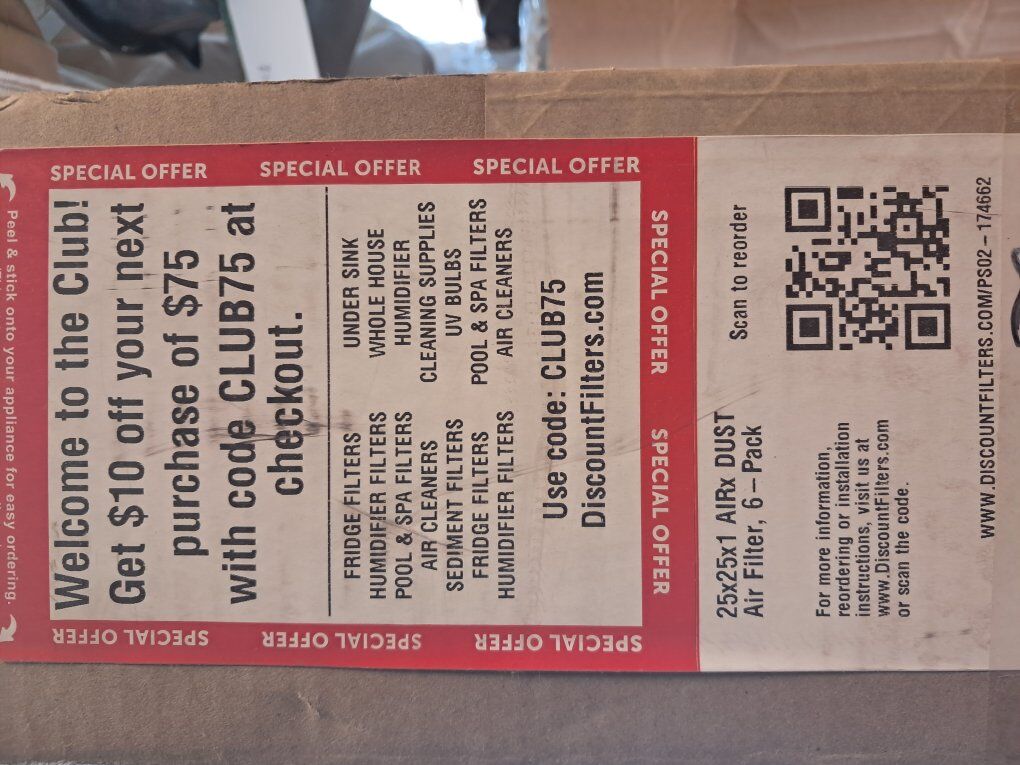 Peel & stick onto your appliance for easy ordering.
SPECIAL OFFER SPECIAL OFFER SPECIAL OFFER
SPECIAL OFFER SPECIAL OFFER SPECIAL OFFER
Welcome to the Club!
Get $10 off your next
purchase of $75
with code CLUB75 at
checkout.
FRIDGE FILTERS
HUMIDIFIER FILTERS
POOL & SPA FILTERS
AIR CLEANERS
SEDIMENT FILTERS
FRIDGE FILTERS
HUMIDIFIER FILTERS
UNDER SINK
WHOLE HOUSE
HUMIDIFIER
CLEANING SUPPLIES
UV BULBS
POOL & SPA FILTERS
AIR CLEANERS
Use code: CLUB75
DiscountFilters.com
SPECIAL OFFER SPECIAL OFFER
25x25x1 AIRx DUST
Air Filter, 6 – Pack
For more information,
reordering or installation
instructions, visit us at
www.DiscountFilters.com
or scan the code.
Scan to reorder
WWW.DISCOUNTFILTERS.COM/PS02 – 174662